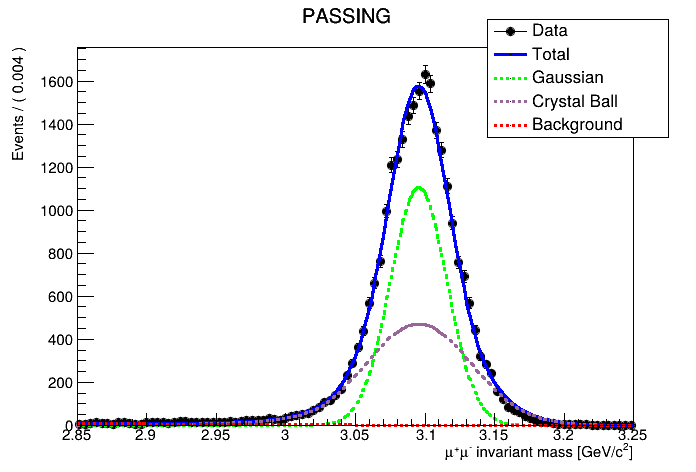 PASSING
Data
Total
Gaussian
Crystal Ball
Background
Events / ( 0.004 )
1600
1400
1200
1000
800
600
400
200
0
2.85 2.9 2.95 3 3.05 3.1 3.15 3.2 3.25
μ⁺μ⁻ invariant mass [GeV/c²]